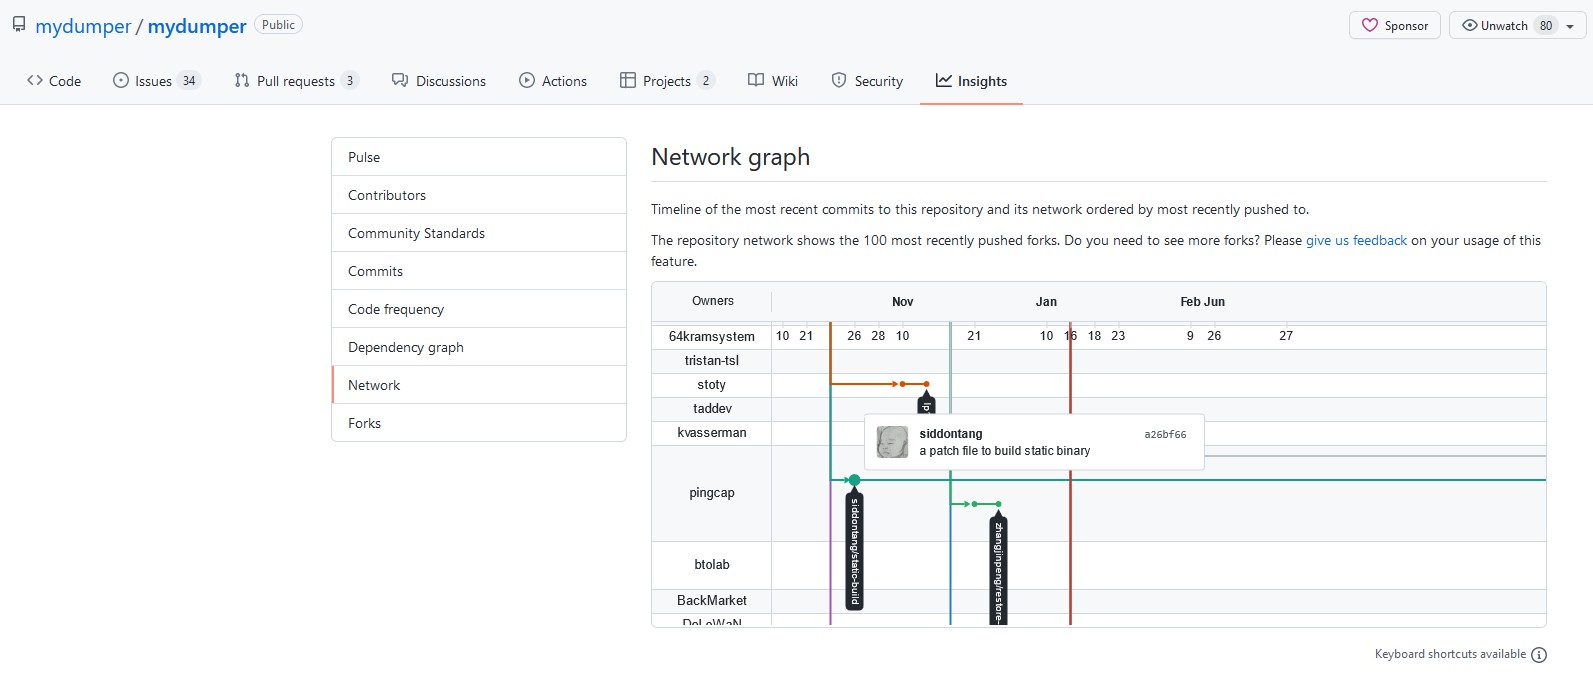 mydumper / mydumper Public
Sponsor
Unwatch 80
Code
Issues 34
Pull requests 3
Discussions
Actions
Projects 2
Wiki
Security
Insights
Pulse
Contributors
Community Standards
Commits
Code frequency
Dependency graph
Network
Forks
Network graph
Timeline of the most recent commits to this repository and its network ordered by most recently pushed to.
The repository network shows the 100 most recently pushed forks. Do you need to see more forks? Please give us feedback on your usage of this
feature.
Owners Nov Jan Feb Jun
64kramsystem 10 21 26 28 10 21 10 16 18 23 9 26 27
tristan-tsl
stoty
taddev
kvasserman
siddontang a26bf66
a patch file to build static binary
pingcap
siddontang/static-build
zhangjinpeng/restore-
btolab
BackMarket
Keyboard shortcuts available